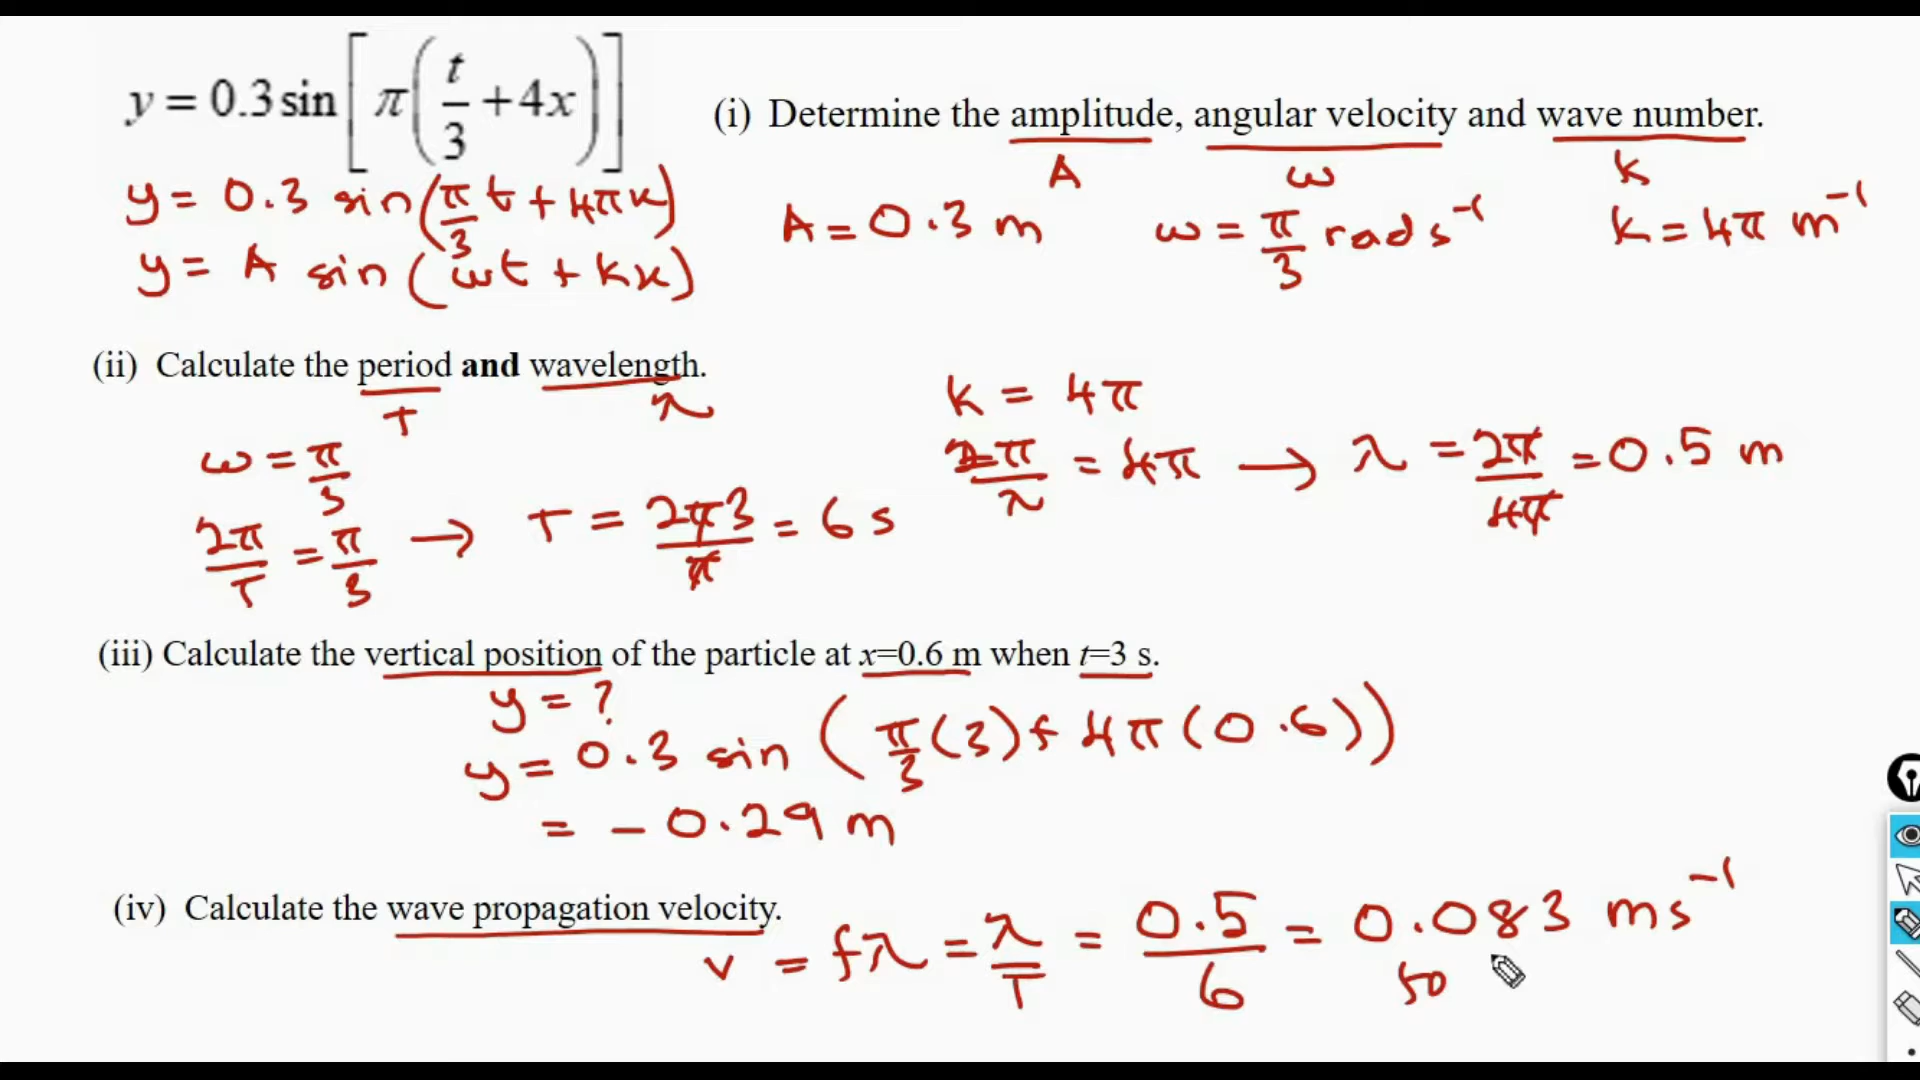 y = 0.3 sin [ π ( t/3 + 4x ) ]
(i) Determine the amplitude, angular velocity and wave number.
A ω k
y = 0.3 sin ( π/3 t + 4πx )
A = 0.3 m ω = π/3 rad s⁻¹ k = 4π m⁻¹
y = A sin ( ωt + kx )
(ii) Calculate the period and wavelength.
T λ
ω = π/3
2π/T = π/3 → T = 2π3/π = 6 s
k = 4π
2π/λ = 4π → λ = 2π/4π = 0.5 m
(iii) Calculate the vertical position of the particle at x=0.6 m when t=3 s.
y = ?
y = 0.3 sin ( π/3 (3) + 4π (0.6) )
= - 0.29 m
(iv) Calculate the wave propagation velocity.
v = fλ = λ/T = 0.5/6 = 0.083 ms⁻¹
50